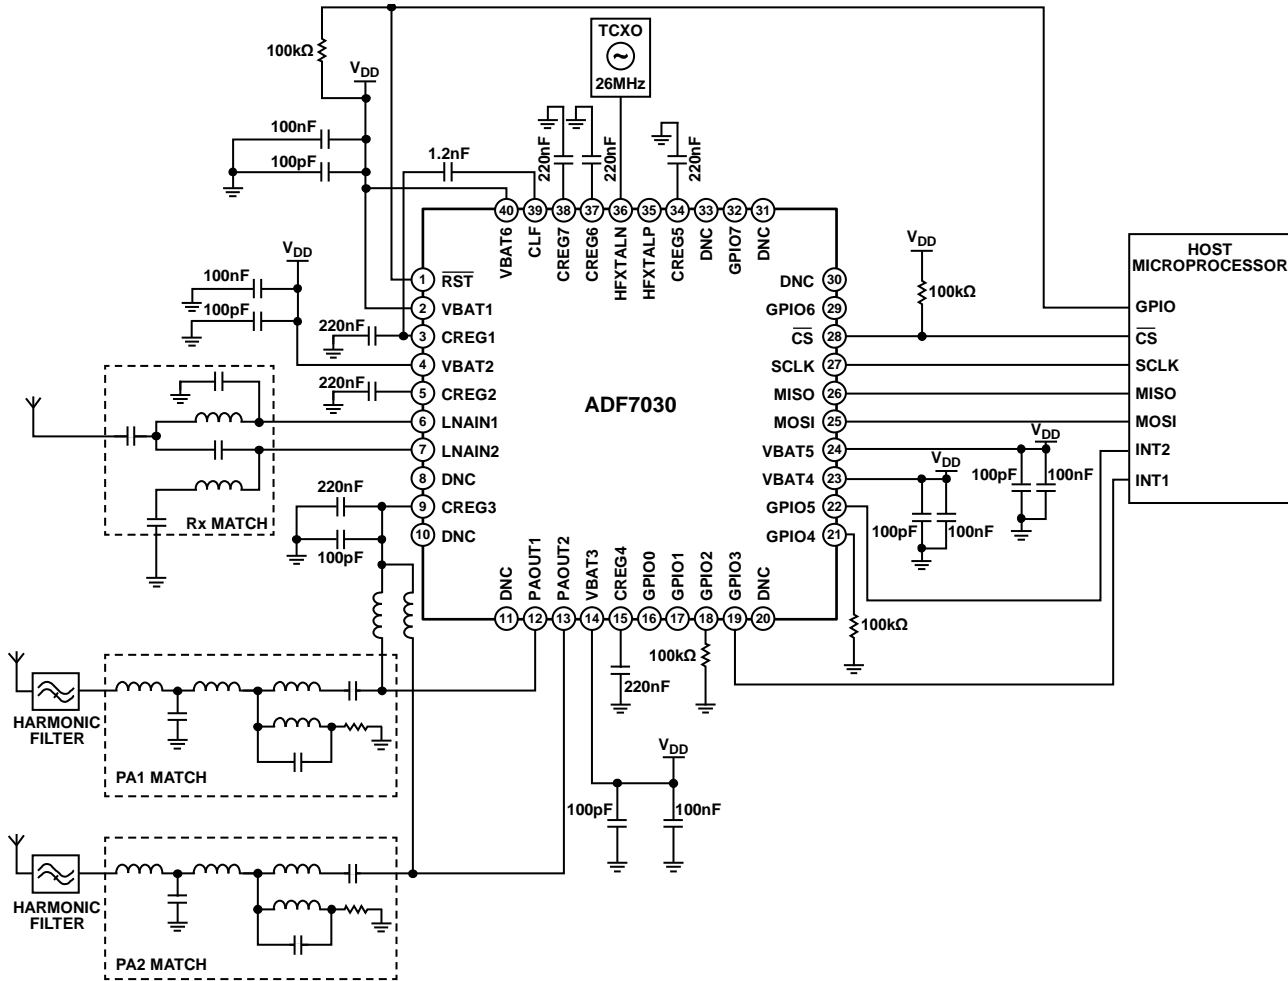 TCXO
26MHz
100kΩ
VDD
100nF
100pF
1.2nF
220nF
220nF
220nF
40
39
38
37
36
35
34
33
32
31
VBAT6
CLF
CREG7
CREG6
HFXTALN
HFXTALP
CREG5
DNC
GPIO7
DNC
VDD
100nF
100pF
220nF
220nF
1 RST
2 VBAT1
3 CREG1
4 VBAT2
5 CREG2
6 LNAIN1
7 LNAIN2
8 DNC
9 CREG3
10 DNC
ADF7030
DNC 30
GPIO6 29
CS 28
SCLK 27
MISO 26
MOSI 25
VBAT5 24
VBAT4 23
GPIO5 22
GPIO4 21
VDD
100kΩ
HOST
MICROPROCESSOR
GPIO
CS
SCLK
MISO
MOSI
INT2
INT1
VDD
100pF
100nF
VDD
100pF
100nF
100kΩ
Rx MATCH
220nF
100pF
DNC
PAOUT1
PAOUT2
VBAT3
CREG4
GPIO0
GPIO1
GPIO2
GPIO3
DNC
11
12
13
14
15
16
17
18
19
20
100kΩ
220nF
VDD
100pF
100nF
HARMONIC
FILTER
PA1 MATCH
HARMONIC
FILTER
PA2 MATCH